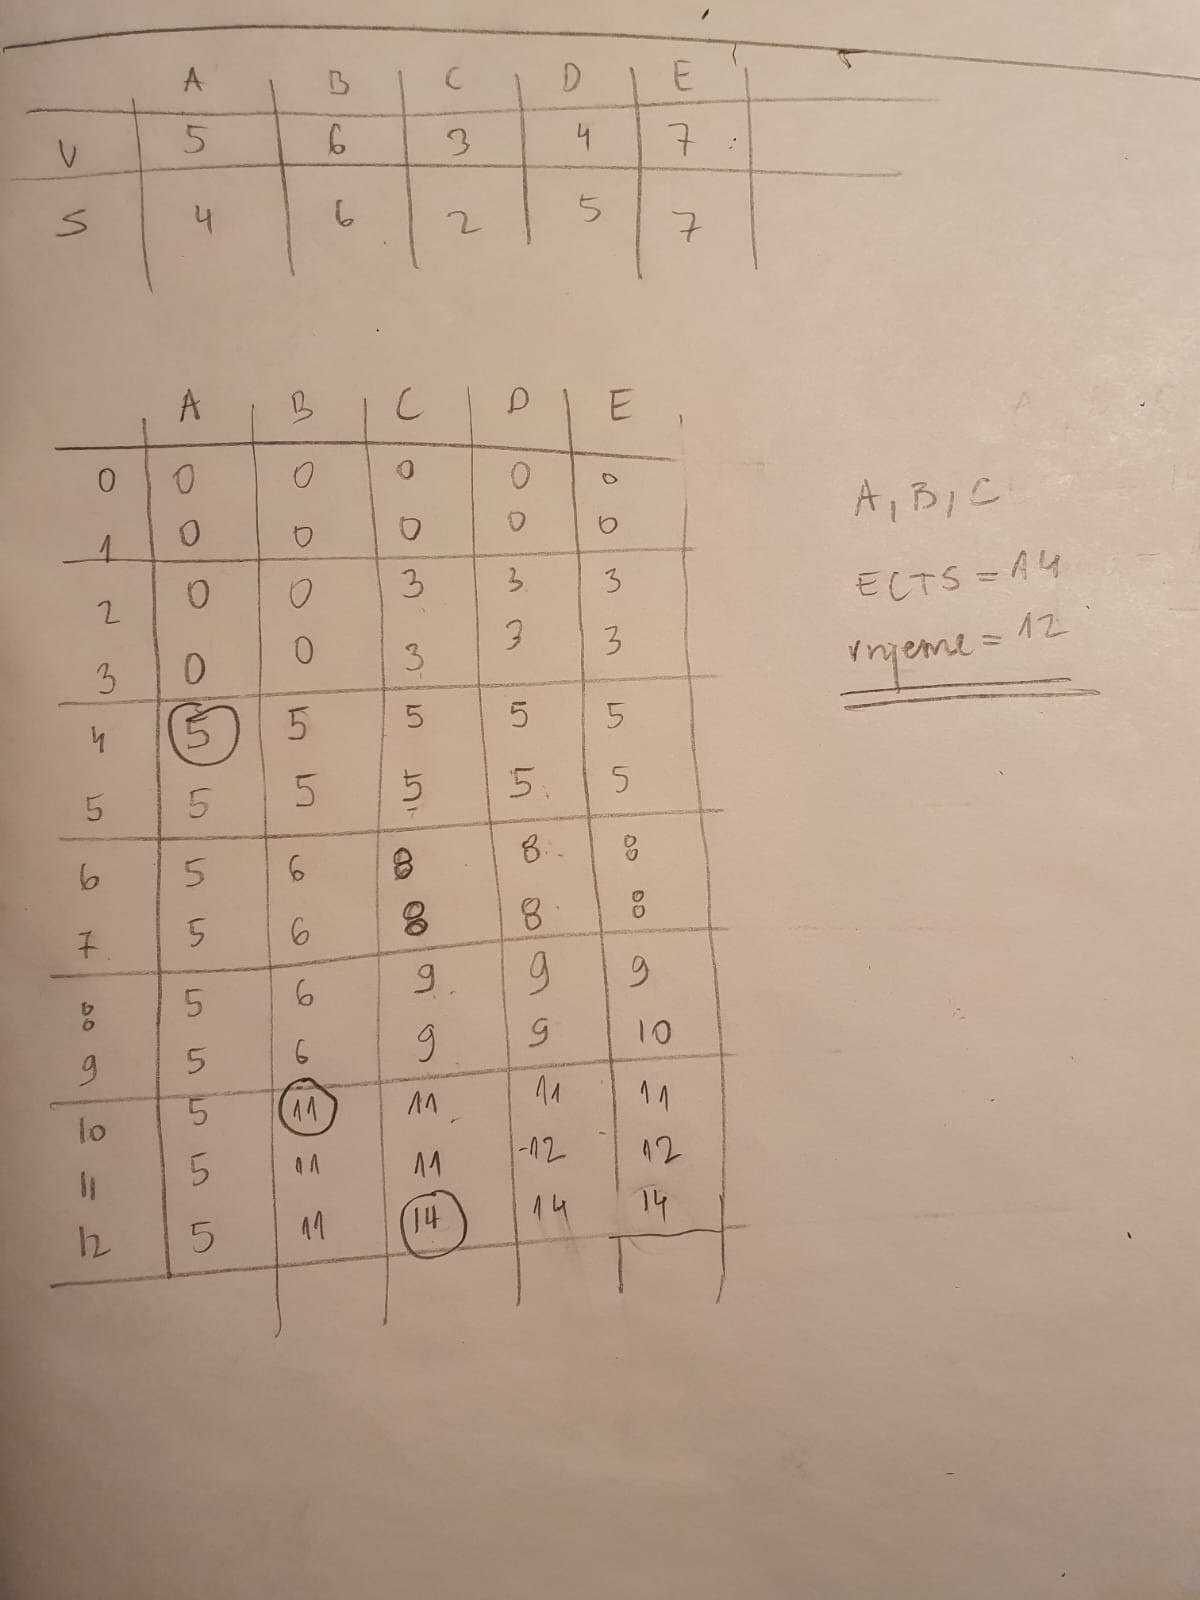 A B C D E
V 5 6 3 4 7
S 4 6 2 5 7
A B C D E
0 0 0 0 0 0
1 0 0 0 0 0
2 0 0 3 3 3
3 0 0 3 3 3
4 5 5 5 5 5
5 5 5 5 5 5
6 5 6 8 8 8
7 5 6 8 8 8
8 5 6 9 9 9
9 5 6 9 9 10
10 5 11 11 11 11
11 5 11 11 12 12
12 5 11 14 14 14
A, B, C
ECTS = 14
vrijeme = 12